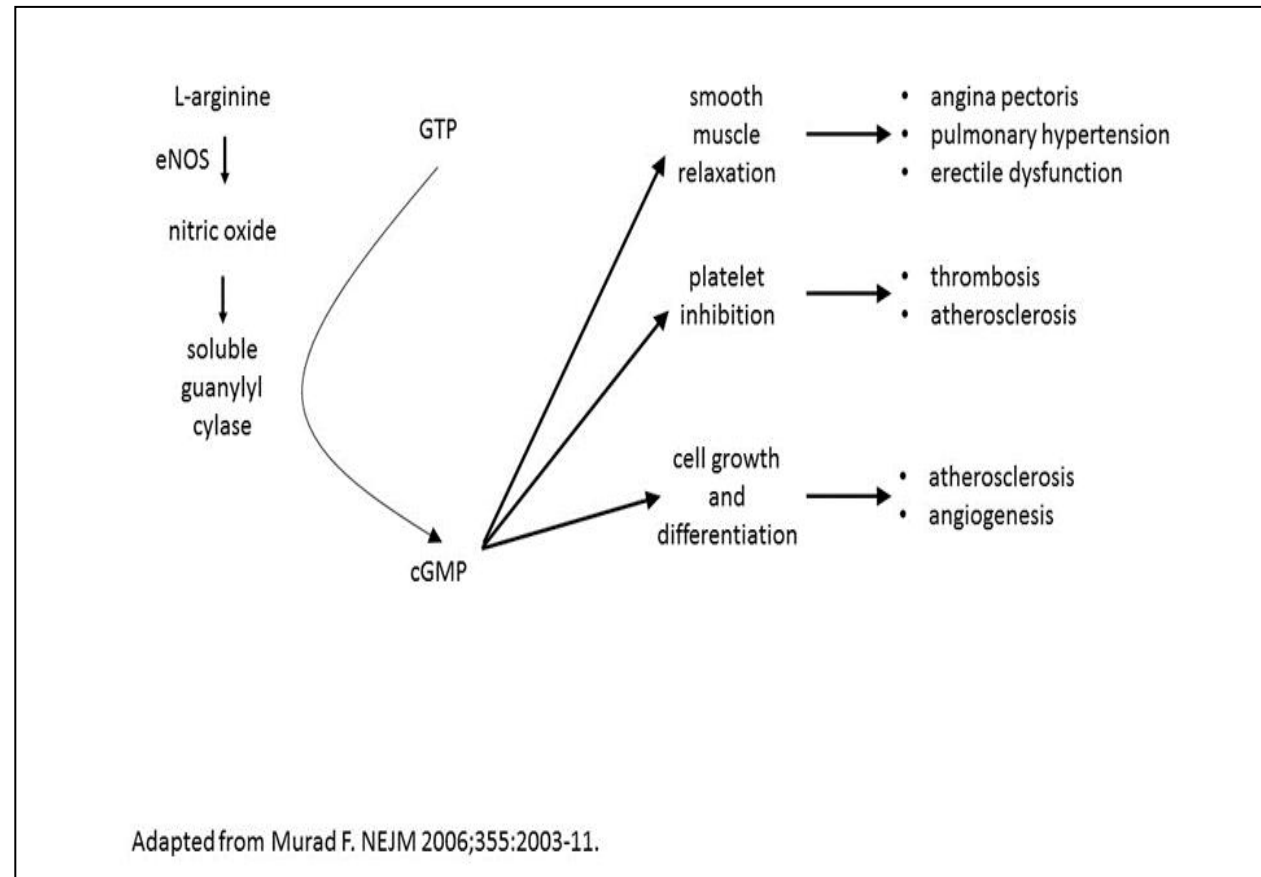 L-arginine
eNOS
nitric oxide
soluble
guanylyl
cylase
GTP
cGMP
smooth
muscle
relaxation
• angina pectoris
• pulmonary hypertension
• erectile dysfunction
platelet
inhibition
• thrombosis
• atherosclerosis
cell growth
and
differentiation
• atherosclerosis
• angiogenesis
Adapted from Murad F. NEJM 2006;355:2003-11.